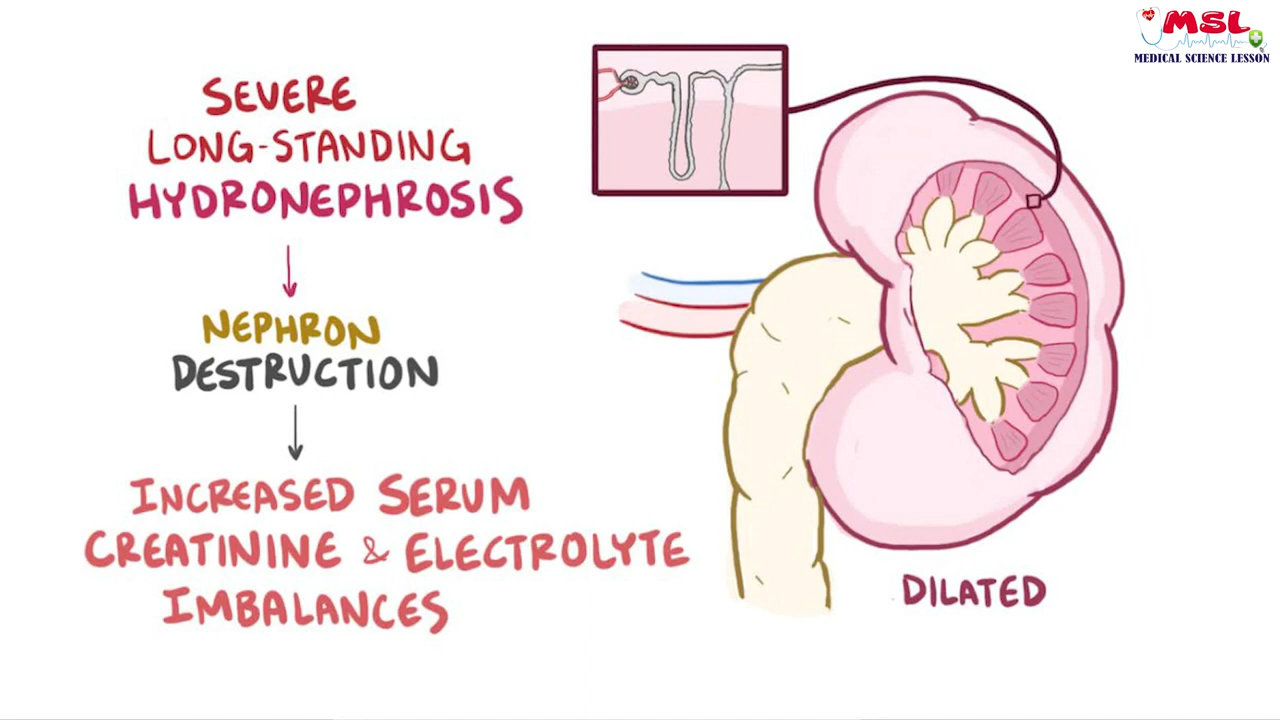 SEVERE
LONG-STANDING
HYDRONEPHROSIS
NEPHRON
DESTRUCTION
INCREASED SERUM
CREATININE & ELECTROLYTE
IMBALANCES
DILATED
MSL
MEDICAL SCIENCE LESSON